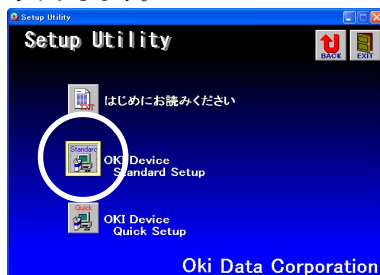 Setup Utility
Setup Utility
BACK
EXIT
TXT
はじめにお読みください
Standard
OKI Device
Standard Setup
Quick
OKI Device
Quick Setup
Oki Data Corporation